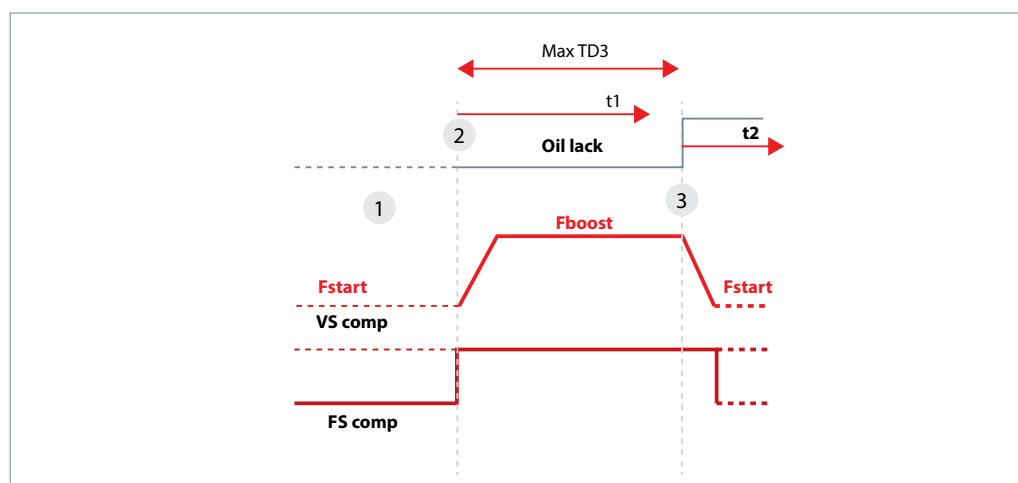 Max TD3
t1
2
Oil lack
t2
1
3
Fboost
Fstart
Fstart
VS comp
FS comp